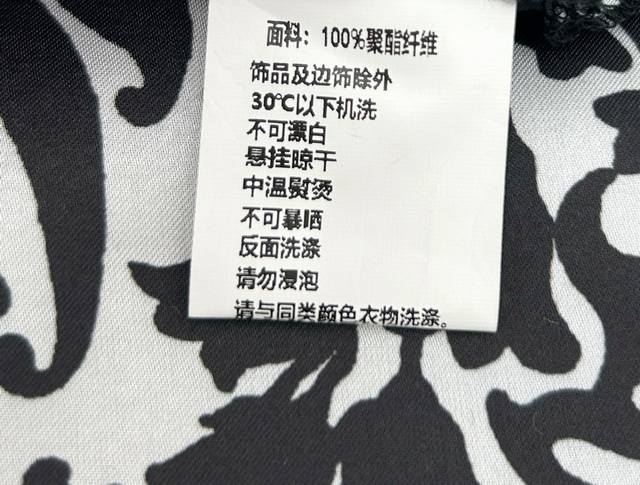 面料：100%聚酯纤维
饰品及边饰除外
30℃以下机洗
不可漂白
悬挂晾干
中温熨烫
不可暴晒
反面洗涤
请勿浸泡
请与同类颜色衣物洗涤。